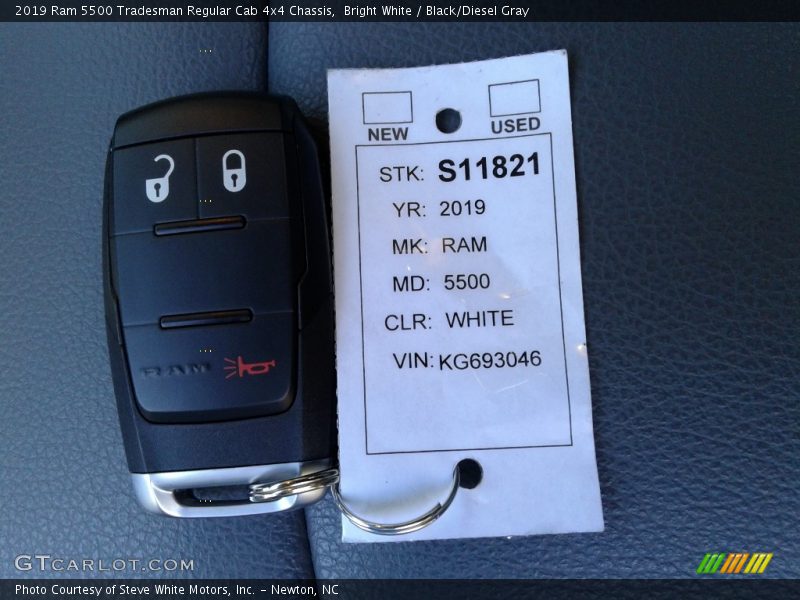 2019 Ram 5500 Tradesman Regular Cab 4x4 Chassis, Bright White / Black/Diesel Gray
NEW
USED
STK: S11821
YR: 2019
MK: RAM
MD: 5500
CLR: WHITE
VIN: KG693046
RAM
GTCARLOT.COM
Photo Courtesy of Steve White Motors, Inc. – Newton, NC